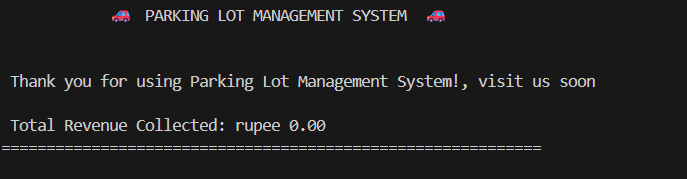 🚗 PARKING LOT MANAGEMENT SYSTEM 🚗
Thank you for using Parking Lot Management System!, visit us soon
Total Revenue Collected: rupee 0.00
============================================================